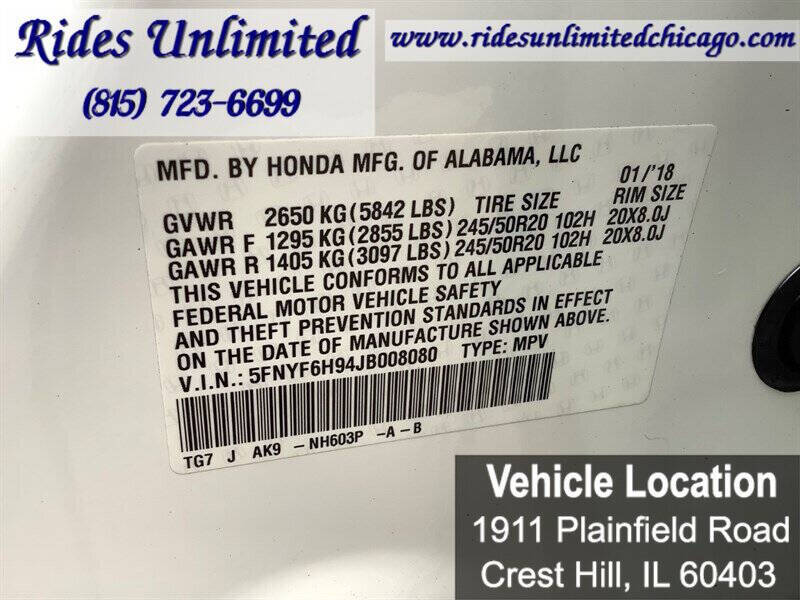 Rides Unlimited
(815) 723-6699
www.ridesunlimitedchicago.com
MFD. BY HONDA MFG. OF ALABAMA, LLC 01/'18
GVWR 2650 KG(5842 LBS) TIRE SIZE RIM SIZE
GAWR F 1295 KG(2855 LBS)245/50R20 102H 20X8.0J
GAWR R 1405 KG(3097 LBS)245/50R20 102H 20X8.0J
THIS VEHICLE CONFORMS TO ALL APPLICABLE
FEDERAL MOTOR VEHICLE SAFETY
AND THEFT PREVENTION STANDARDS IN EFFECT
ON THE DATE OF MANUFACTURE SHOWN ABOVE.
V.I.N.: 5FNYF6H94JB008080 TYPE: MPV
TG7 J AK9 -NH603P -A-B
Vehicle Location
1911 Plainfield Road
Crest Hill, IL 60403